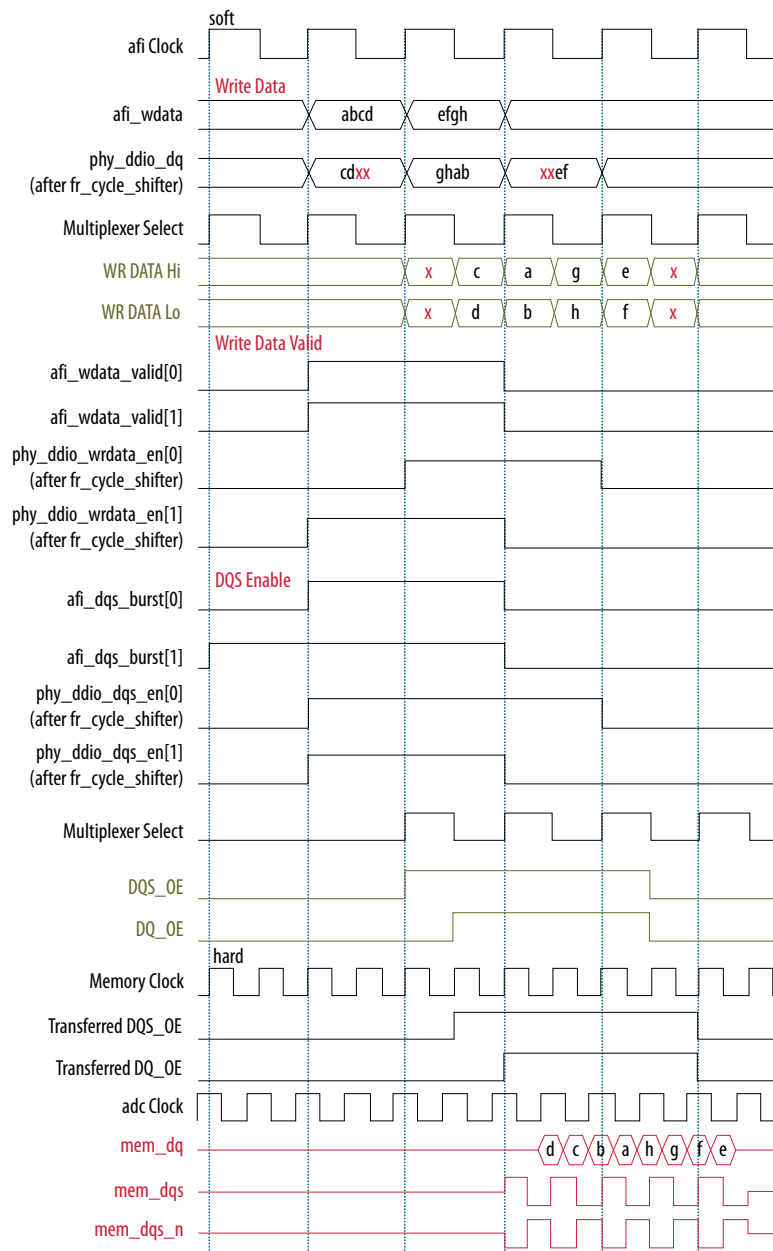 soft
afi Clock
Write Data
afi_wdata abcd efgh
phy_ddio_dq
(after fr_cycle_shifter) cdxx ghab xxef
Multiplexer Select
WR DATA Hi x c a g e x
WR DATA Lo x d b h f x
Write Data Valid
afi_wdata_valid[0]
afi_wdata_valid[1]
phy_ddio_wrdata_en[0]
(after fr_cycle_shifter)
phy_ddio_wrdata_en[1]
(after fr_cycle_shifter)
DQS Enable
afi_dqs_burst[0]
afi_dqs_burst[1]
phy_ddio_dqs_en[0]
(after fr_cycle_shifter)
phy_ddio_dqs_en[1]
(after fr_cycle_shifter)
Multiplexer Select
DQS_OE
DQ_OE
hard
Memory Clock
Transferred DQS_OE
Transferred DQ_OE
adc Clock
mem_dq d c b a h g f e
mem_dqs
mem_dqs_n